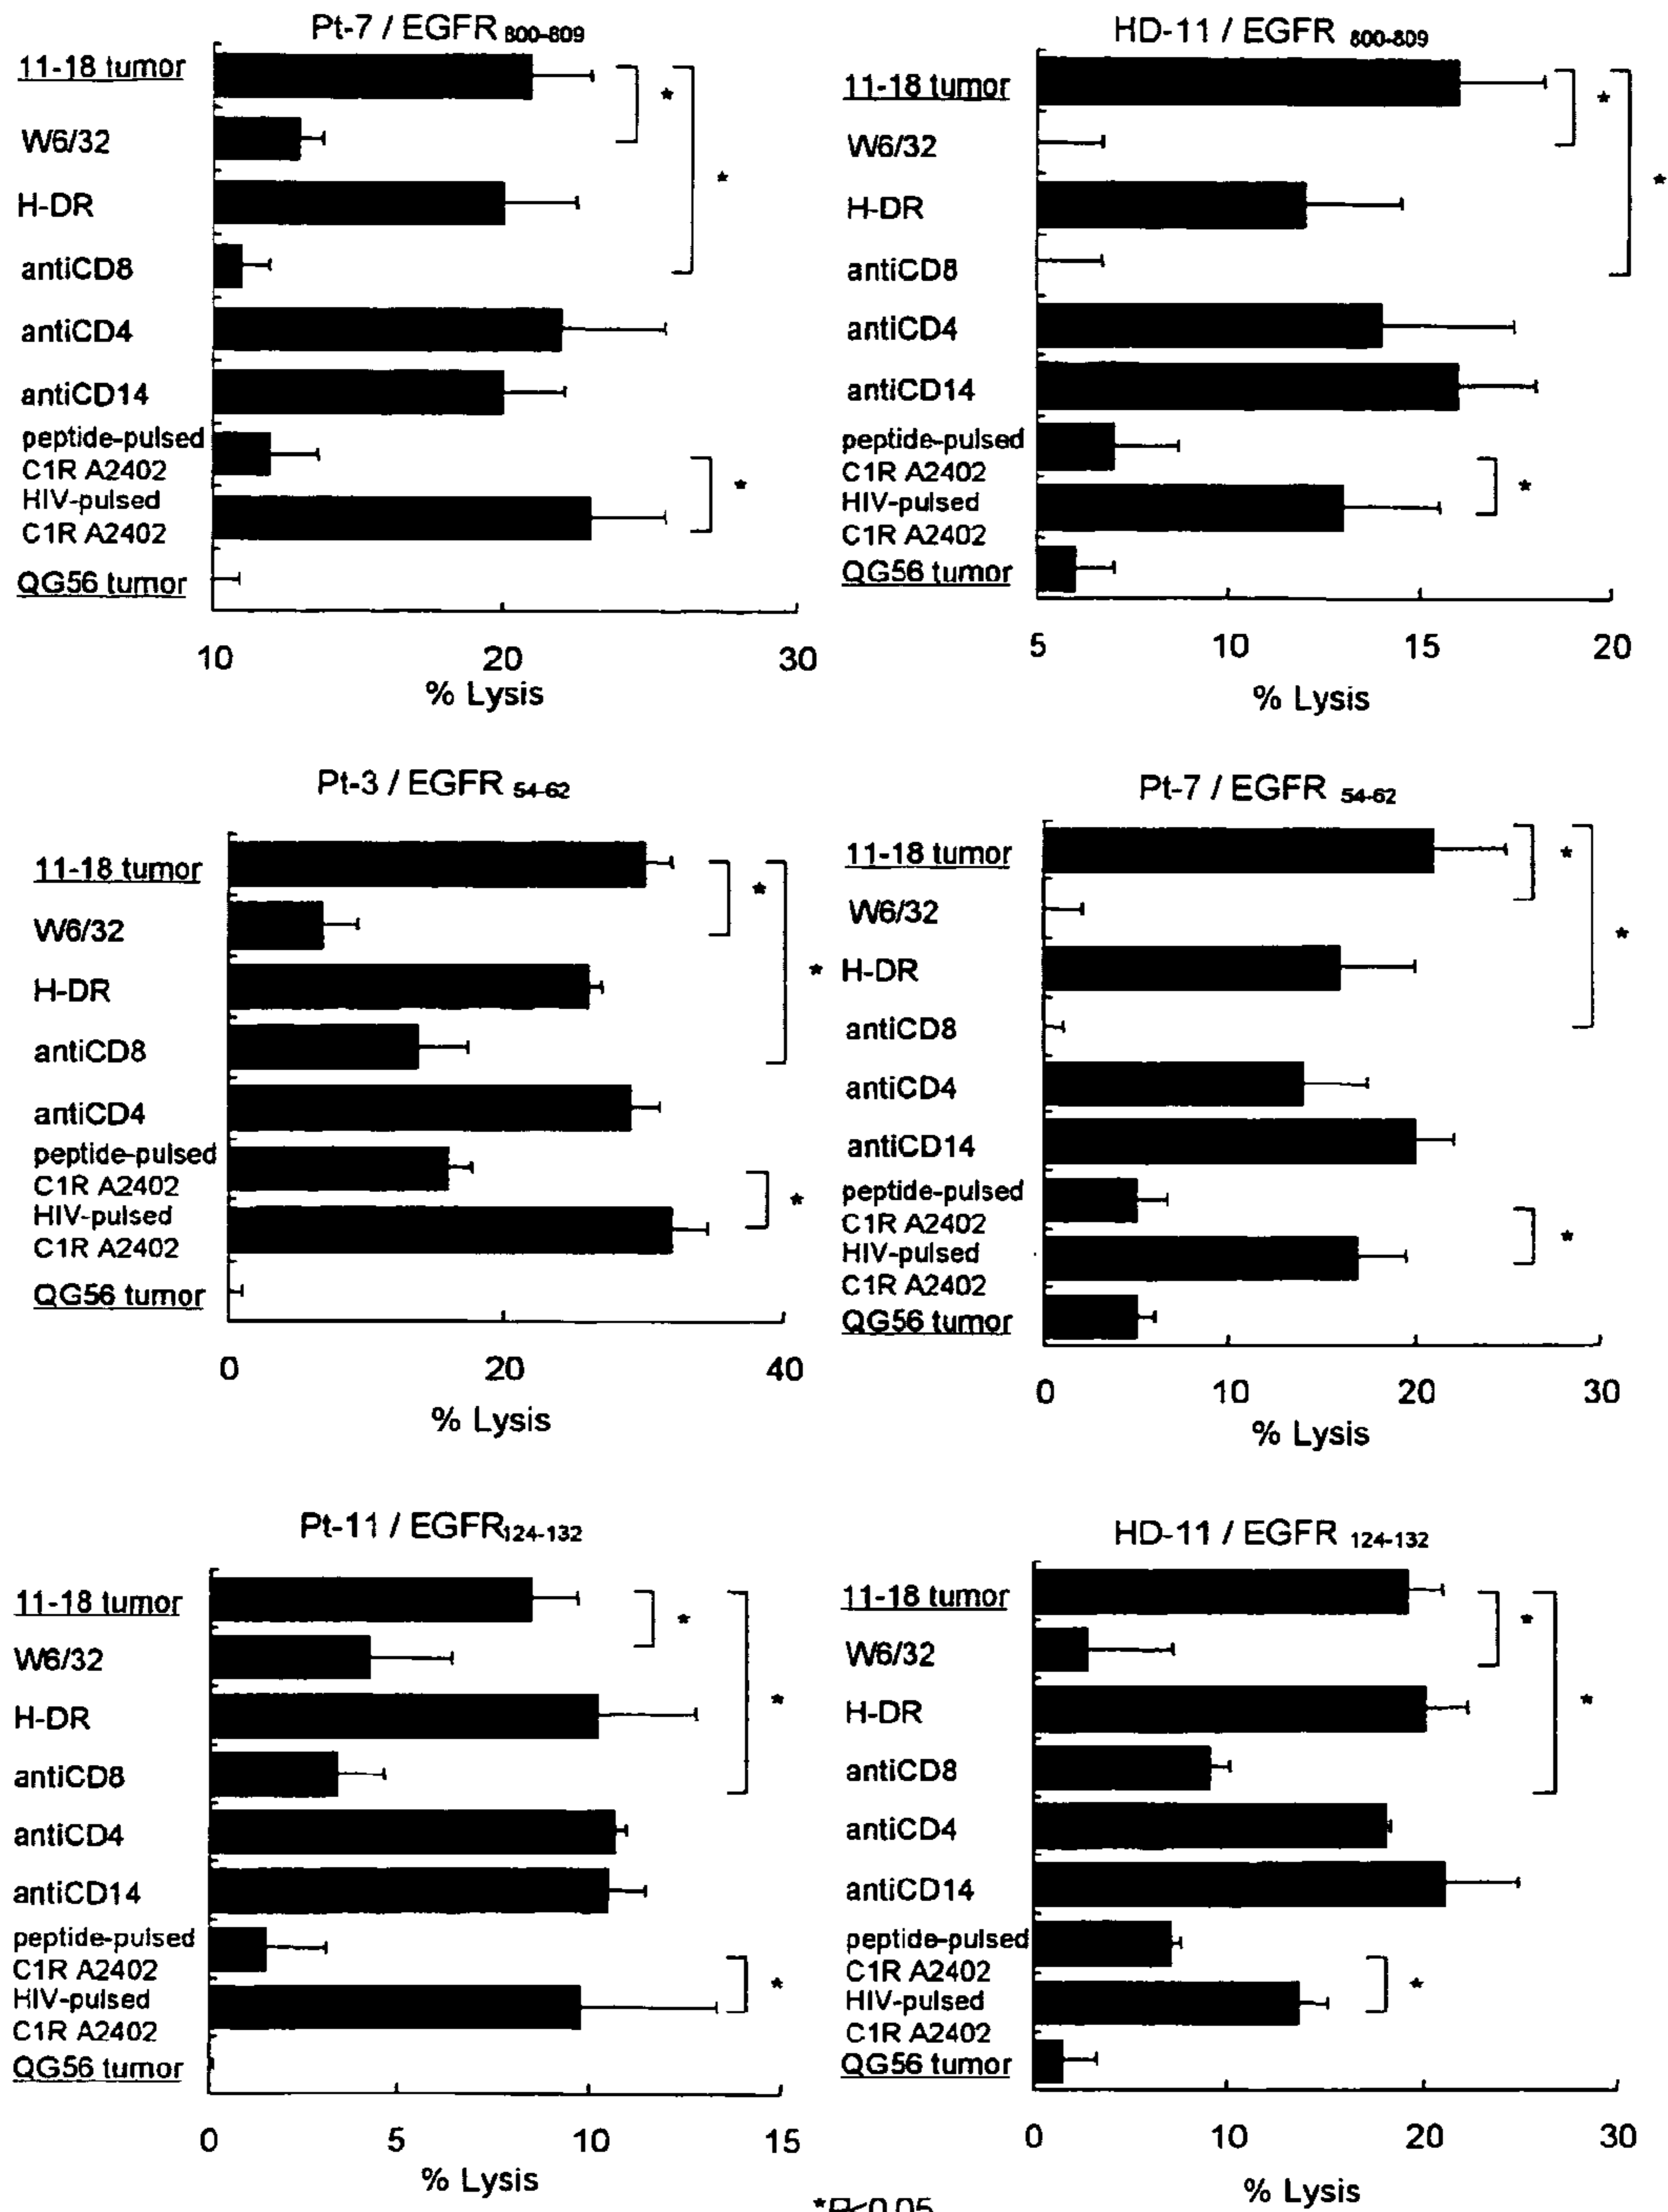 Pt-7 / EGFR 800-809
11-18 tumor
W6/32
H-DR
antiCD8
antiCD4
antiCD14
peptide-pulsed
C1R A2402
HIV-pulsed
C1R A2402
QG56 tumor
* 
*
*
10 20 30
% Lysis
HD-11 / EGFR 800-809
11-18 tumor
W6/32
H-DR
antiCD8
antiCD4
antiCD14
peptide-pulsed
C1R A2402
HIV-pulsed
C1R A2402
QG56 tumor
*
*
*
5 10 15 20
% Lysis
Pt-3 / EGFR 54-62
11-18 tumor
W6/32
H-DR
antiCD8
antiCD4
peptide-pulsed
C1R A2402
HIV-pulsed
C1R A2402
QG56 tumor
*
*
*
0 20 40
% Lysis
Pt-7 / EGFR 54-62
11-18 tumor
W6/32
H-DR
antiCD8
antiCD4
antiCD14
peptide-pulsed
C1R A2402
HIV-pulsed
C1R A2402
QG56 tumor
*
*
*
0 10 20 30
% Lysis
Pt-11 / EGFR124-132
11-18 tumor
W6/32
H-DR
antiCD8
antiCD4
antiCD14
peptide-pulsed
C1R A2402
HIV-pulsed
C1R A2402
QG56 tumor
*
*
*
0 5 10 15
% Lysis
HD-11 / EGFR 124-132
11-18 tumor
W6/32
H-DR
antiCD8
antiCD4
antiCD14
peptide-pulsed
C1R A2402
HIV-pulsed
C1R A2402
QG56 tumor
*
*
*
0 10 20 30
% Lysis
*P<0.05